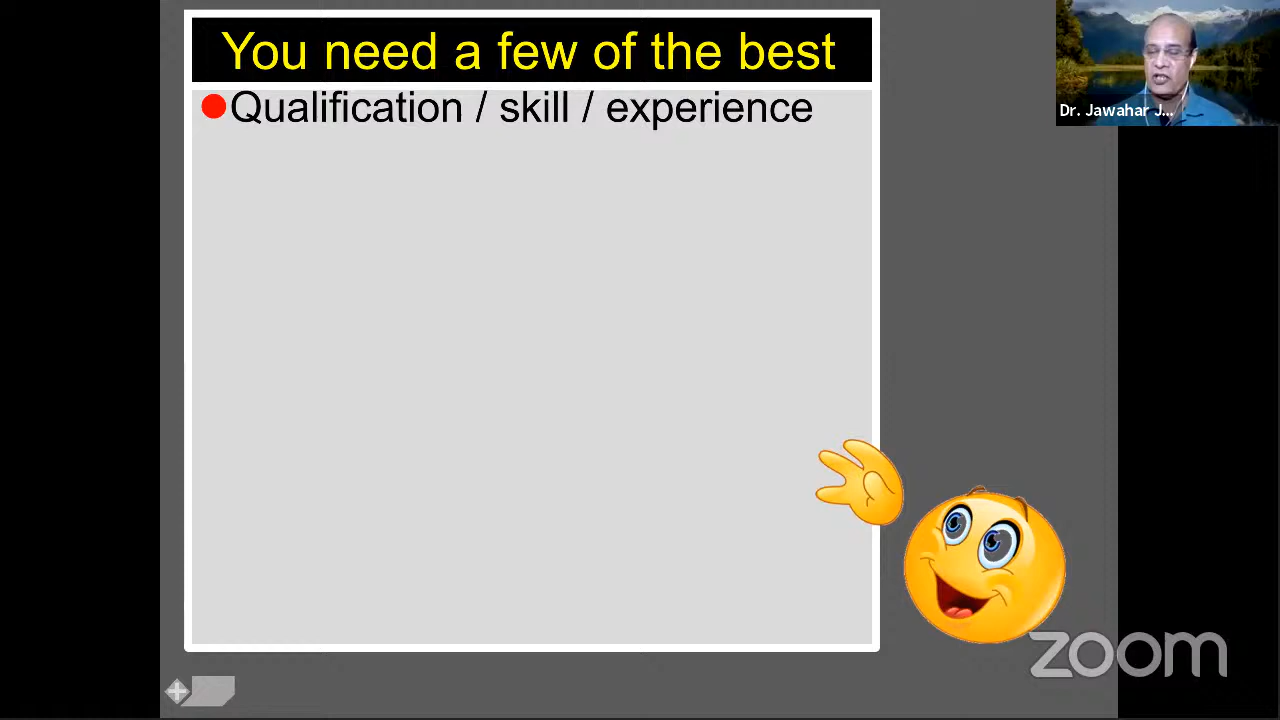 You need a few of the best
Qualification / skill / experience
Dr. Jawahar J...
zoom